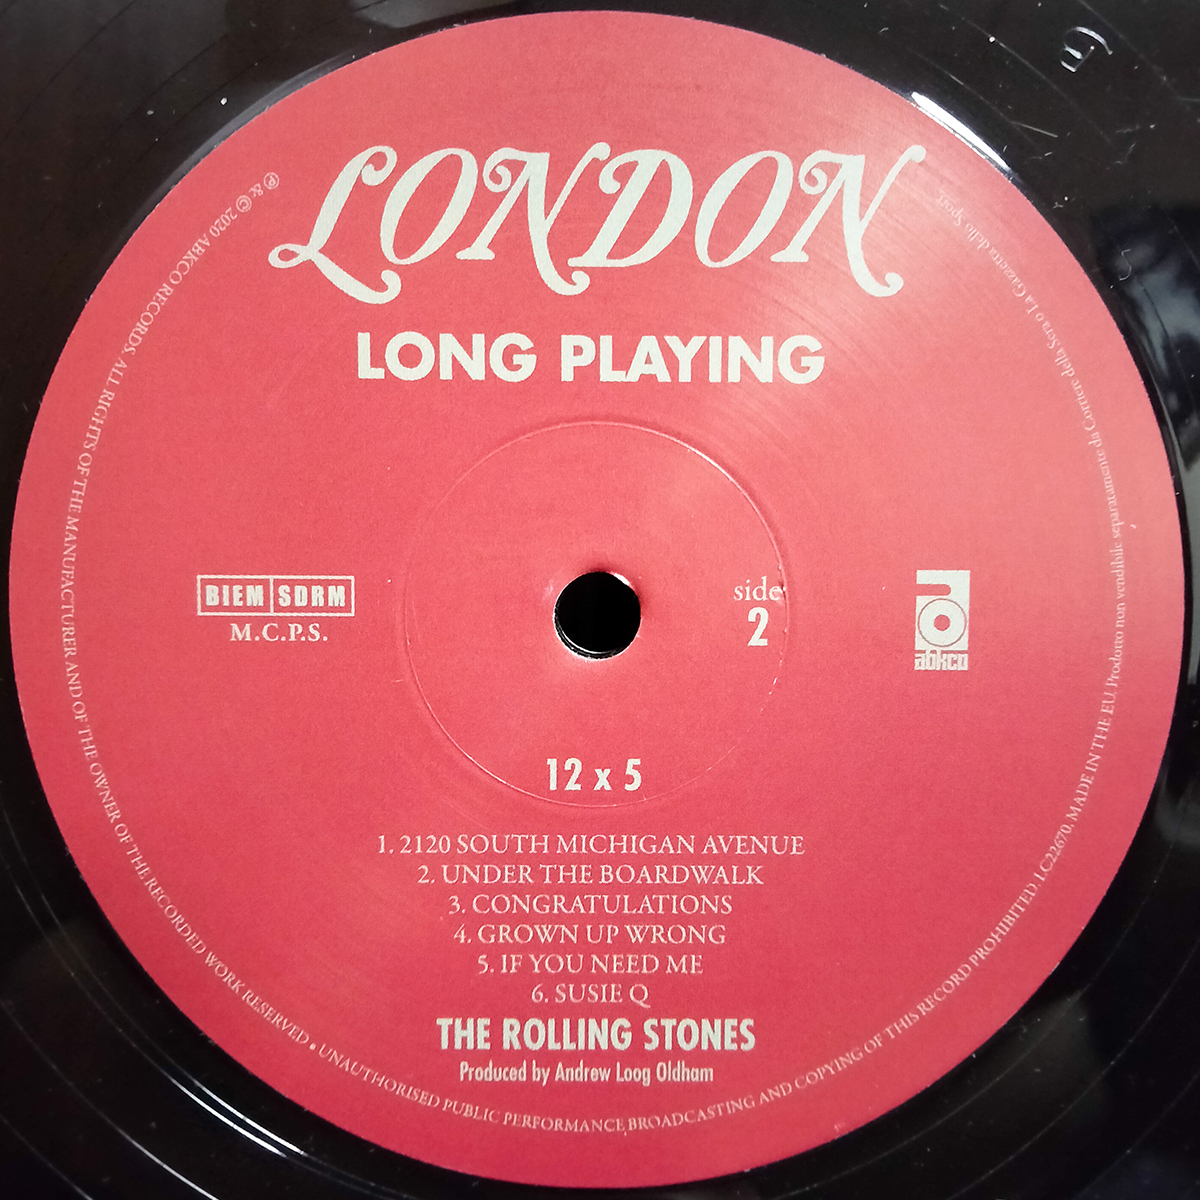 LONDON
LONG PLAYING
BIEM SDRM
M.C.P.S.
side
2
abkco
12 x 5
1. 2120 SOUTH MICHIGAN AVENUE
2. UNDER THE BOARDWALK
3. CONGRATULATIONS
4. GROWN UP WRONG
5. IF YOU NEED ME
6. SUSIE Q
THE ROLLING STONES
Produced by Andrew Loog Oldham
℗ & © 2020 ABKCO RECORDS. ALL RIGHTS OF THE MANUFACTURER AND OF THE OWNER OF THE RECORDED WORK RESERVED • UNAUTHORISED PUBLIC PERFORMANCE BROADCASTING AND COPYING OF THIS RECORD PROHIBITED. LC22670. MADE IN THE EU. Prodotto non vendibile separatamente da Corriere della Sera o La Gazzetta dello Sport.